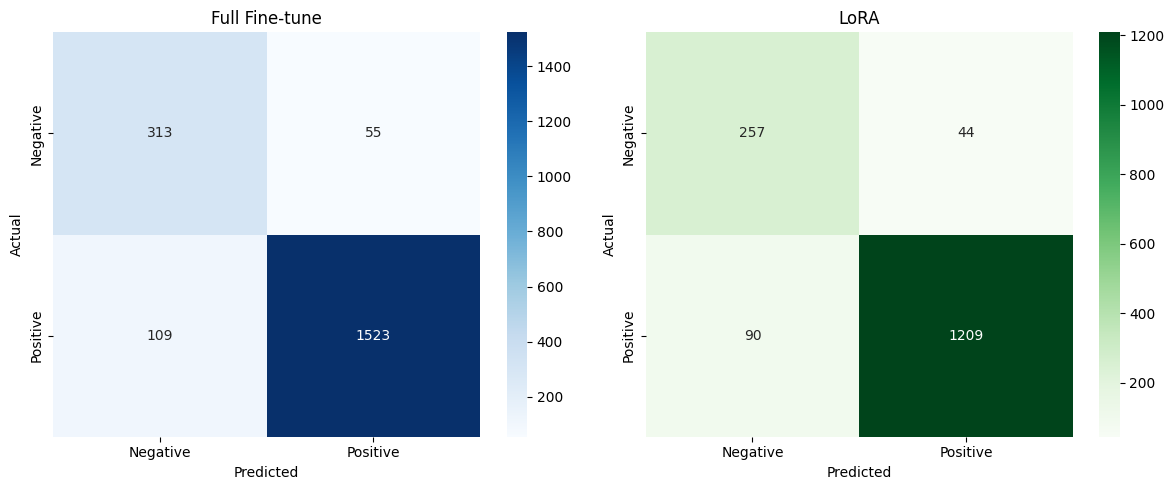 Full Fine-tune
Negative
Positive
Actual
313
55
109
1523
Negative
Positive
Predicted
1400
1200
1000
800
600
400
200
LoRA
Negative
Positive
Actual
257
44
90
1209
Negative
Positive
Predicted
1200
1000
800
600
400
200